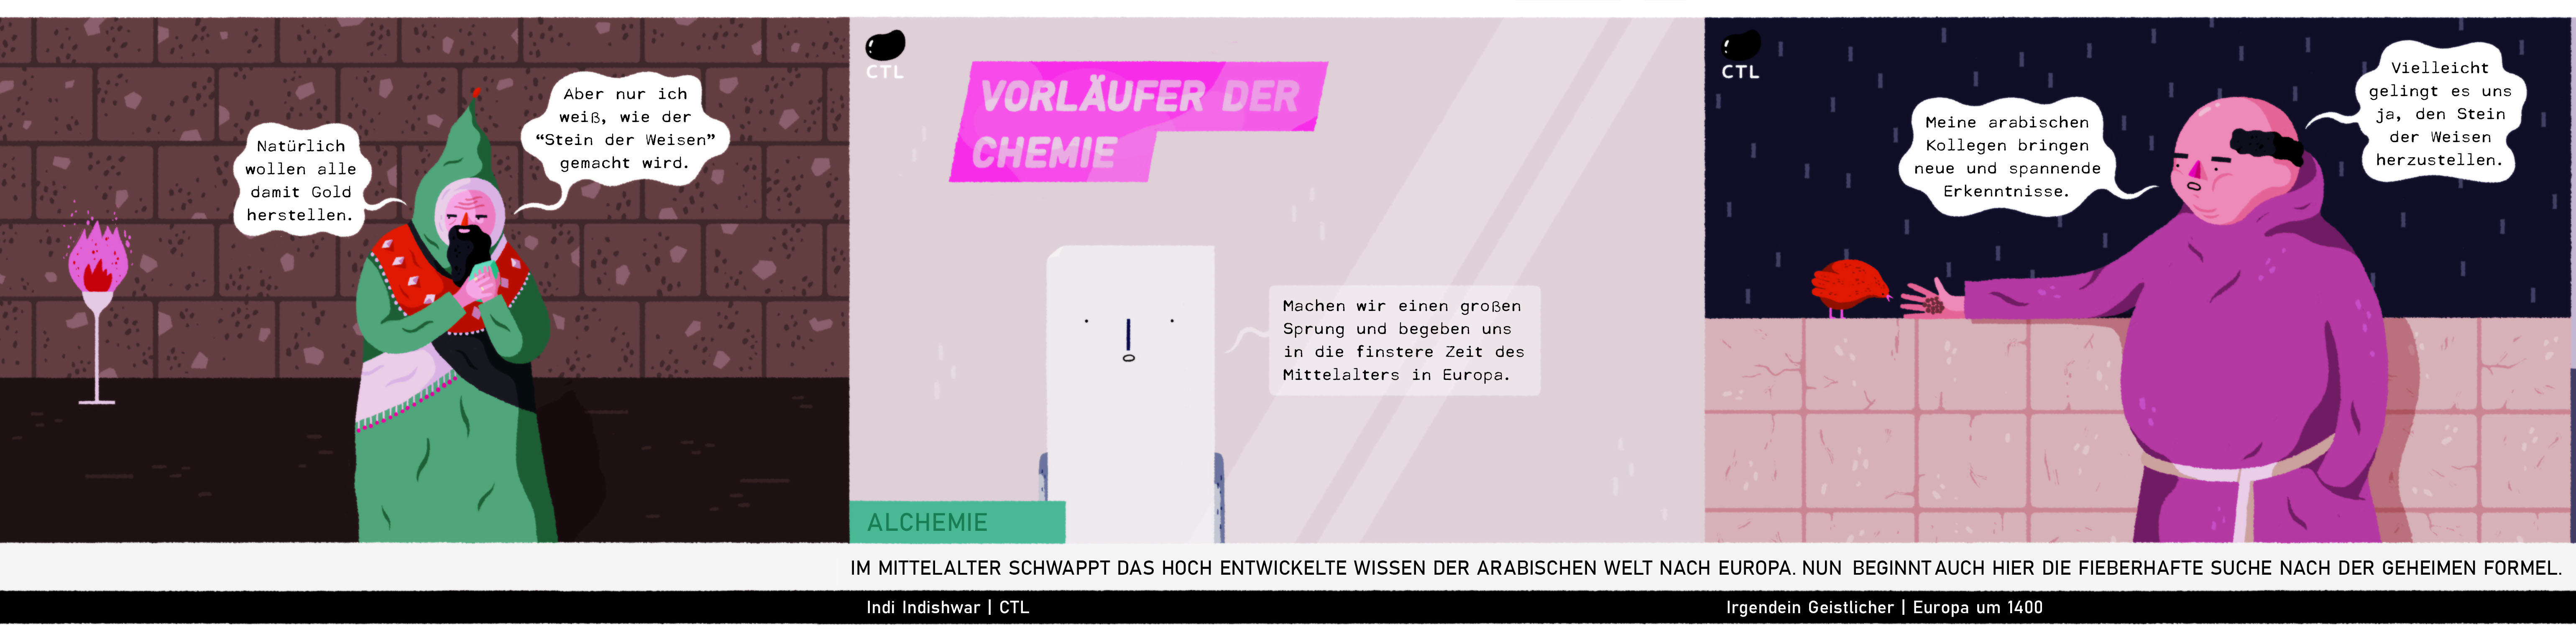 Natürlich
wollen alle
damit Gold
herstellen.
Aber nur ich
weiß, wie der
“Stein der Weisen”
gemacht wird.
CTL
VORLÄUFER DER
CHEMIE
Machen wir einen großen
Sprung und begeben uns
in die finstere Zeit des
Mittelalters in Europa.
ALCHEMIE
CTL
Meine arabischen
Kollegen bringen
neue und spannende
Erkenntnisse.
Vielleicht
gelingt es uns
ja, den Stein
der Weisen
herzustellen.
IM MITTELALTER SCHWAPPT DAS HOCH ENTWICKELTE WISSEN DER ARABISCHEN WELT NACH EUROPA. NUN BEGINNT AUCH HIER DIE FIEBERHAFTE SUCHE NACH DER GEHEIMEN FORMEL.
Indi Indishwar | CTL
Irgendein Geistlicher | Europa um 1400